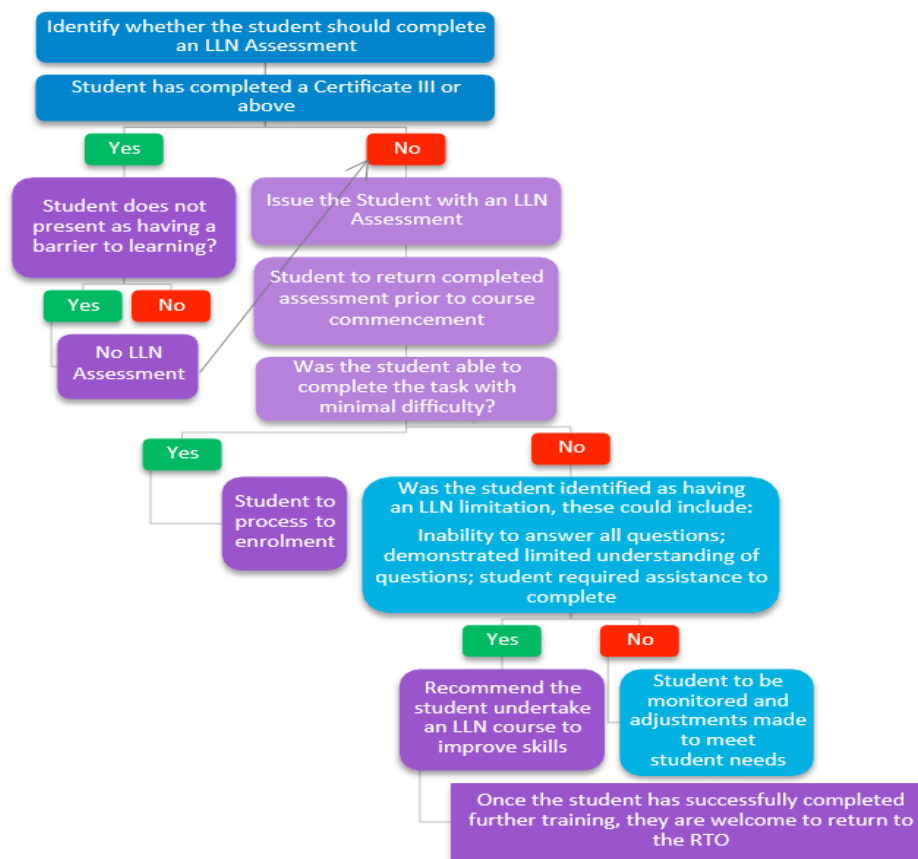 Identify whether the student should complete
an LLN Assessment
Student has completed a Certificate III or
above
Yes
No
Student does not
present as having a
barrier to learning?
Issue the Student with an LLN
Assessment
Yes
No
Student to return completed
assessment prior to course
commencement
No LLN
Assessment
Was the student able to
complete the task with
minimal difficulty?
Yes
No
Student to
process to
enrolment
Was the student identified as having
an LLN limitation, these could include:
Inability to answer all questions;
demonstrated limited understanding of
questions; student required assistance to
complete
Yes
No
Recommend the
student undertake
an LLN course to
improve skills
Student to be
monitored and
adjustments made
to meet
student needs
Once the student has successfully completed
further training, they are welcome to return to
the RTO